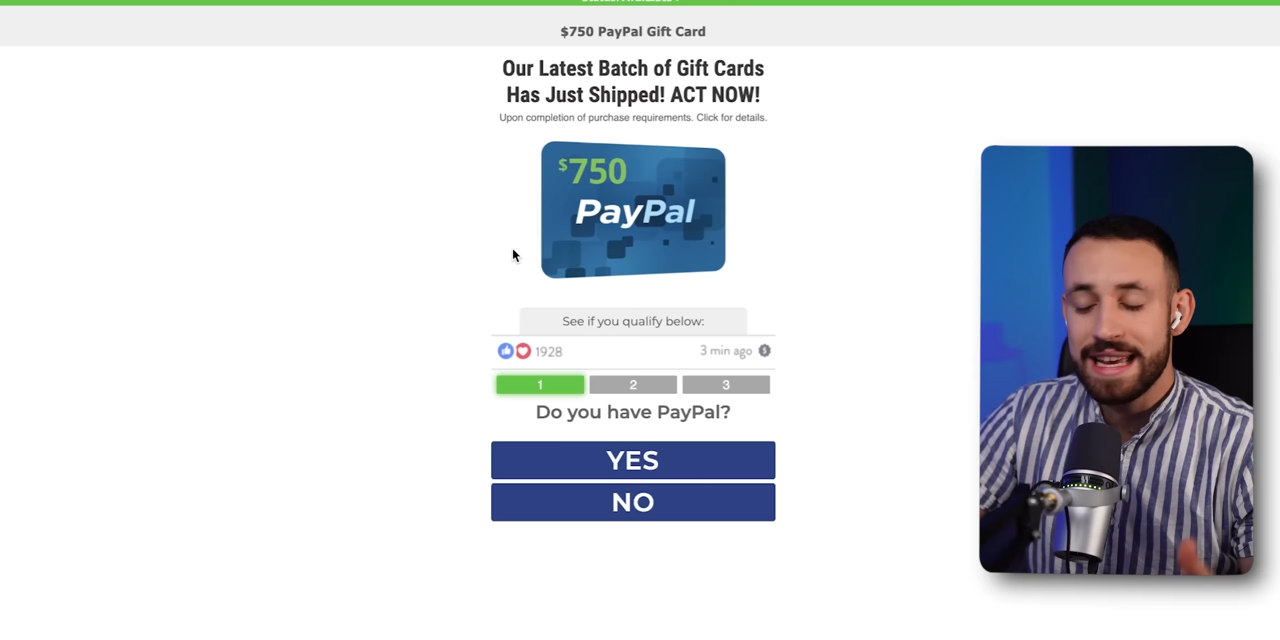 $750 PayPal Gift Card
Our Latest Batch of Gift Cards
Has Just Shipped! ACT NOW!
Upon completion of purchase requirements. Click for details.
$750
PayPal
See if you qualify below:
1928 3 min ago
1 2 3
Do you have PayPal?
YES
NO